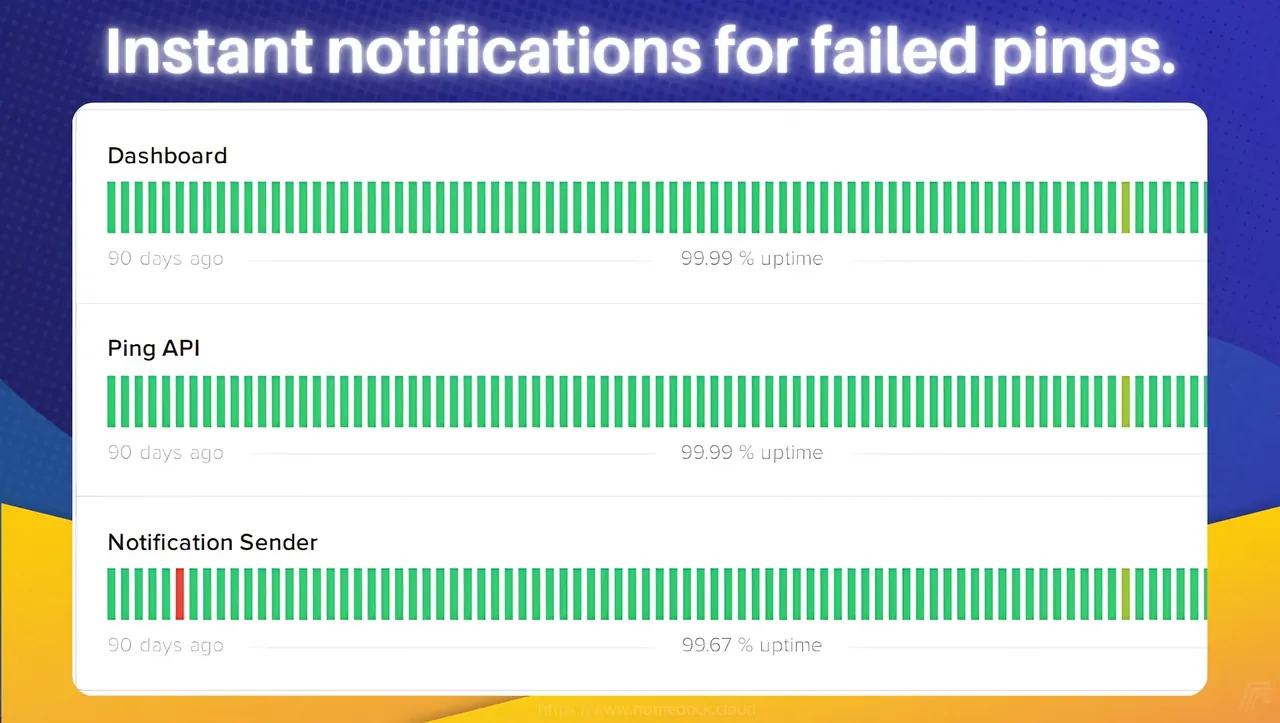 Instant notifications for failed pings.
Dashboard
90 days ago 99.99 % uptime
Ping API
90 days ago 99.99 % uptime
Notification Sender
90 days ago 99.67 % uptime
https://www.homedock.cloud